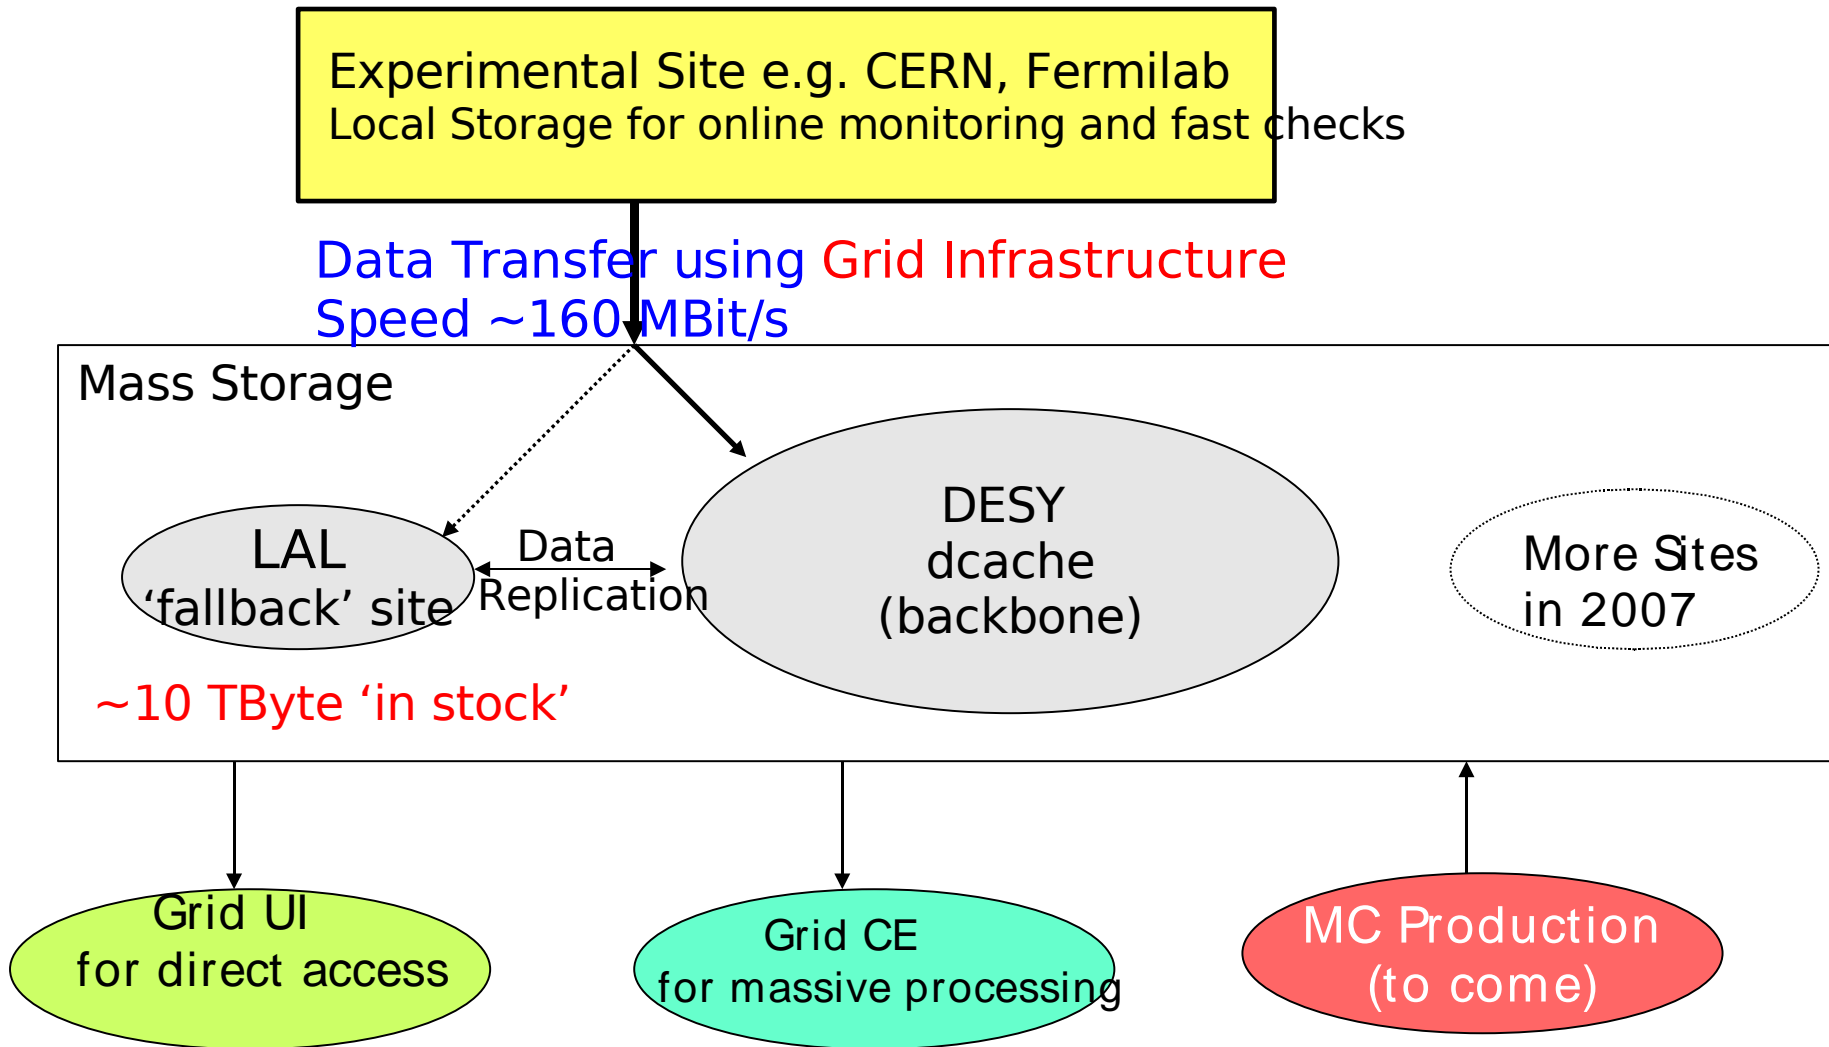 Experimental Site e.g. CERN, Fermilab
Local Storage for online monitoring and fast checks
Data Transfer using Grid Infrastructure
Speed ~160 MBit/s
Mass Storage
LAL
‘fallback’ site
Data
Replication
DESY
dcache
(backbone)
More Sites
in 2007
~10 TByte ‘in stock’
Grid UI
for direct access
Grid CE
for massive processing
MC Production
(to come)